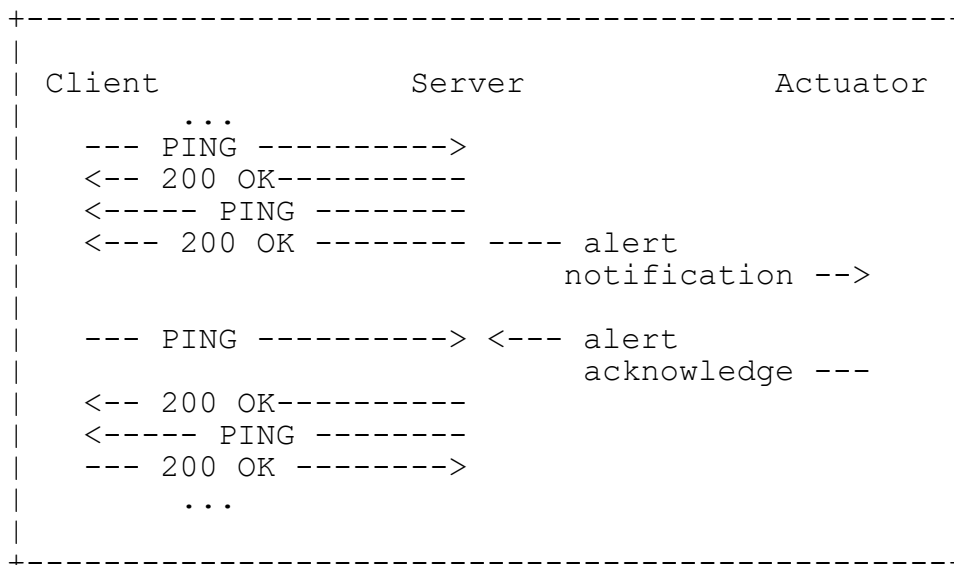 +-------------------------------------------------
|
| Client             Server             Actuator
|       ...
|  --- PING ---------->
|  <-- 200 OK----------
|  <----- PING --------
|  <--- 200 OK -------- ---- alert
|                           notification -->
|
|  --- PING ----------> <--- alert
|                            acknowledge ---
|  <-- 200 OK----------
|  <----- PING --------
|  --- 200 OK -------->
|       ...
|
+-------------------------------------------------